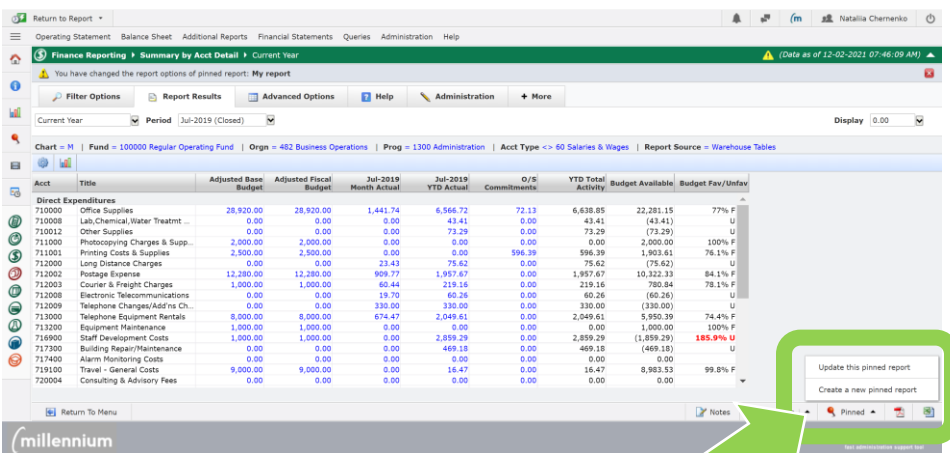 Return to Report
(m Nataliia Chernenko
Operating Statement Balance Sheet Additional Reports Financial Statements Queries Administration Help
Finance Reporting Summary by Acct Detail Current Year (Data as of 12-02-2021 07:46:09 AM)
You have changed the report options of pinned report: My report
Filter Options Report Results Advanced Options Help Administration + More
Current Year Period Jul-2019 (Closed) Display 0.00
Chart = M | Fund = 100000 Regular Operating Fund | Orgn = 482 Business Operations | Prog = 1300 Administration | Acct Type <> 60 Salaries & Wages | Report Source = Warehouse Tables
Acct Title Adjusted Base Budget Adjusted Fiscal Budget Jul-2019 Month Actual Jul-2019 YTD Actual O/S Commitments YTD Total Activity Budget Available Budget Fav/Unfav
Direct Expenditures
710000 Office Supplies 28,920.00 28,920.00 1,441.74 6,566.72 72.13 6,638.85 22,281.15 77% F
710008 Lab,Chemical,Water Treatmt ... 0.00 0.00 0.00 43.41 0.00 43.41 (43.41) U
710012 Other Supplies 0.00 0.00 0.00 73.29 0.00 73.29 (73.29) U
711000 Photocopying Charges & Supp... 2,000.00 2,000.00 0.00 0.00 0.00 0.00 2,000.00 100% F
711001 Printing Costs & Supplies 2,500.00 2,500.00 0.00 0.00 596.39 596.39 1,903.61 76.1% F
712000 Long Distance Charges 0.00 0.00 23.43 75.62 0.00 75.62 (75.62) U
712002 Postage Expense 12,280.00 12,280.00 909.77 1,957.67 0.00 1,957.67 10,322.33 84.1% F
712003 Courier & Freight Charges 1,000.00 1,000.00 60.44 219.16 0.00 219.16 780.84 78.1% F
712008 Electronic Telecommunications 0.00 0.00 19.70 60.26 0.00 60.26 (60.26) U
712009 Telephone Changes/Add'ns Ch... 0.00 0.00 330.00 330.00 0.00 330.00 (330.00) U
713000 Telephone Equipment Rentals 8,000.00 8,000.00 674.47 2,049.61 0.00 2,049.61 5,950.39 74.4% F
713200 Equipment Maintenance 1,000.00 1,000.00 0.00 0.00 0.00 0.00 1,000.00 100% F
716900 Staff Development Costs 1,000.00 1,000.00 0.00 2,859.29 0.00 2,859.29 (1,859.29) 185.9% U
717300 Building Repair/Maintenance 0.00 0.00 0.00 469.18 0.00 469.18 (469.18) U
717400 Alarm Monitoring Costs 0.00 0.00 0.00 0.00 0.00 0.00 0.00
719100 Travel - General Costs 9,000.00 9,000.00 0.00 16.47 0.00 16.47 8,983.53 99.8% F
720004 Consulting & Advisory Fees 0.00 0.00 0.00 0.00 0.00 0.00 0.00
Update this pinned report
Create a new pinned report
Return To Menu Notes Pinned
(millennium
fast administration support tool